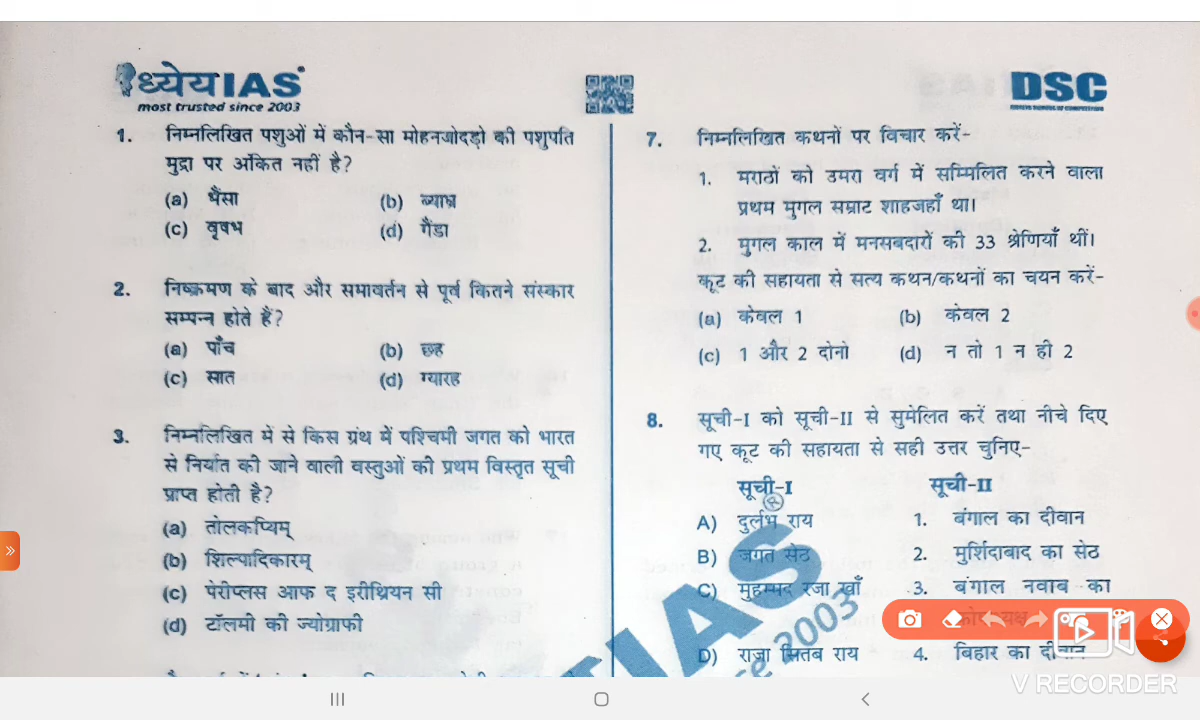 ध्येय IAS
most trusted since 2003
DSC
1. निम्नलिखित पशुओं में कौन-सा मोहनजोदड़ो की पशुपति
मुद्रा पर अंकित नहीं है?
(a) भैंसा (b) व्याघ्र
(c) वृषभ (d) गैंडा
2. निष्क्रमण के बाद और समावर्तन से पूर्व कितने संस्कार
सम्पन्न होते हैं?
(a) पाँच (b) छह
(c) सात (d) ग्यारह
3. निम्नलिखित में से किस ग्रंथ में पश्चिमी जगत को भारत
से निर्यात की जाने वाली वस्तुओं की प्रथम विस्तृत सूची
प्राप्त होती है?
(a) तोलकप्पियम्
(b) शिल्पादिकारम्
(c) पेरीप्लस आफ द इरीथ्रियन सी
(d) टॉलमी की ज्योग्राफी
7. निम्नलिखित कथनों पर विचार करें-
1. मराठों को उमरा वर्ग में सम्मिलित करने वाला
प्रथम मुगल सम्राट शाहजहाँ था।
2. मुगल काल में मनसबदारों की 33 श्रेणियाँ थीं।
कूट की सहायता से सत्य कथन/कथनों का चयन करें-
(a) केवल 1 (b) केवल 2
(c) 1 और 2 दोनो (d) न तो 1 न ही 2
8. सूची-I को सूची-II से सुमेलित करें तथा नीचे दिए
गए कूट की सहायता से सही उत्तर चुनिए-
सूची-I सूची-II
A) दुर्लभ राय 1. बंगाल का दीवान
B) जगत सेठ 2. मुर्शिदाबाद का सेठ
C) मुहम्मद रजा खाँ 3. बंगाल नवाब का
D) राजा सिताब राय 4. बिहार का दीवान
IAS
ce 2003
V RECORDER